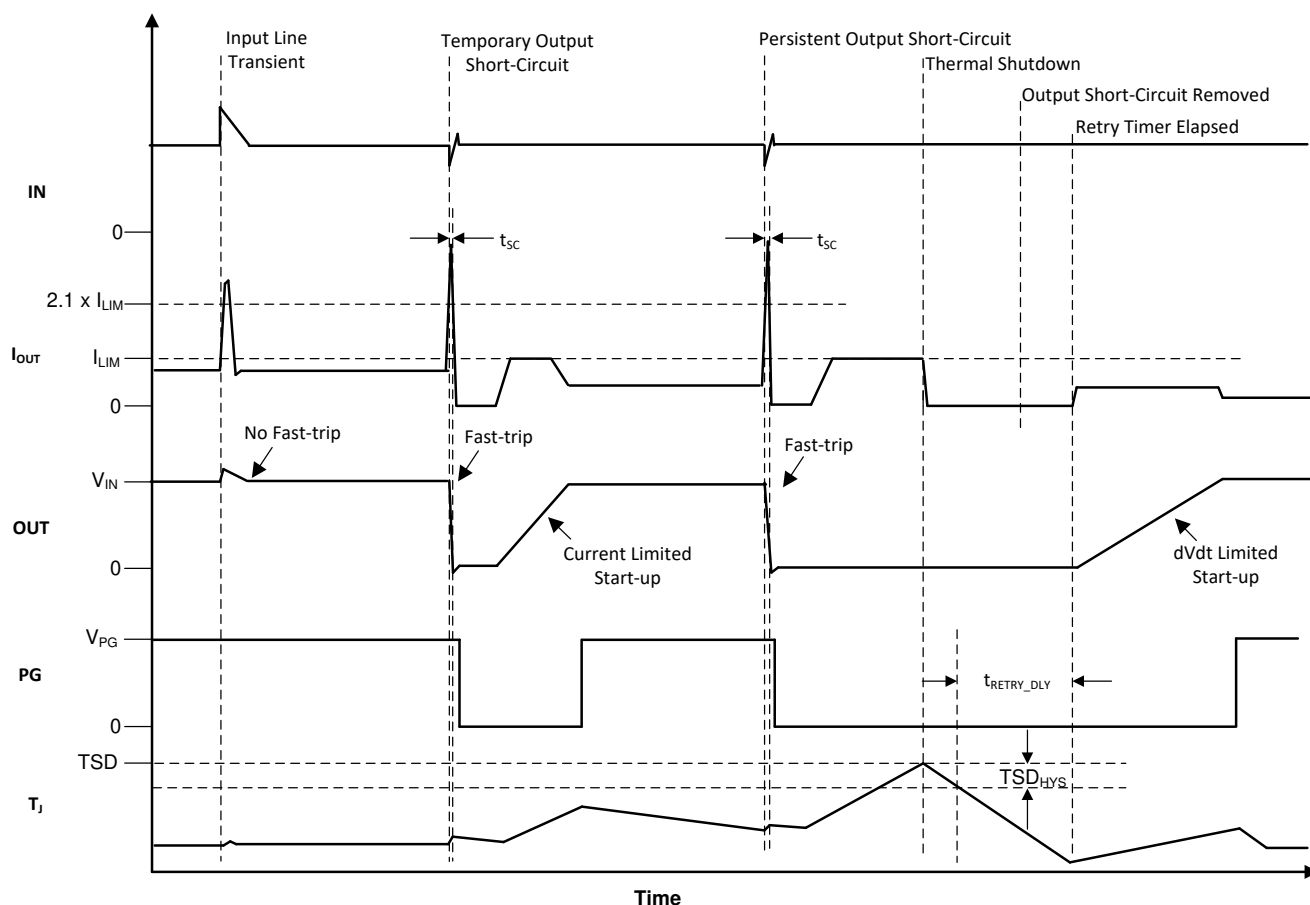 Input Line
Transient
Temporary Output
Short-Circuit
Persistent Output Short-Circuit
Thermal Shutdown
Output Short-Circuit Removed
Retry Timer Elapsed
IN
0
tSC
tSC
2.1 x ILIM
IOUT
ILIM
0
No Fast-trip
Fast-trip
Fast-trip
VIN
OUT
Current Limited
Start-up
dVdt Limited
Start-up
0
VPG
PG
tRETRY_DLY
0
TSD
TSDHYS
TJ
Time